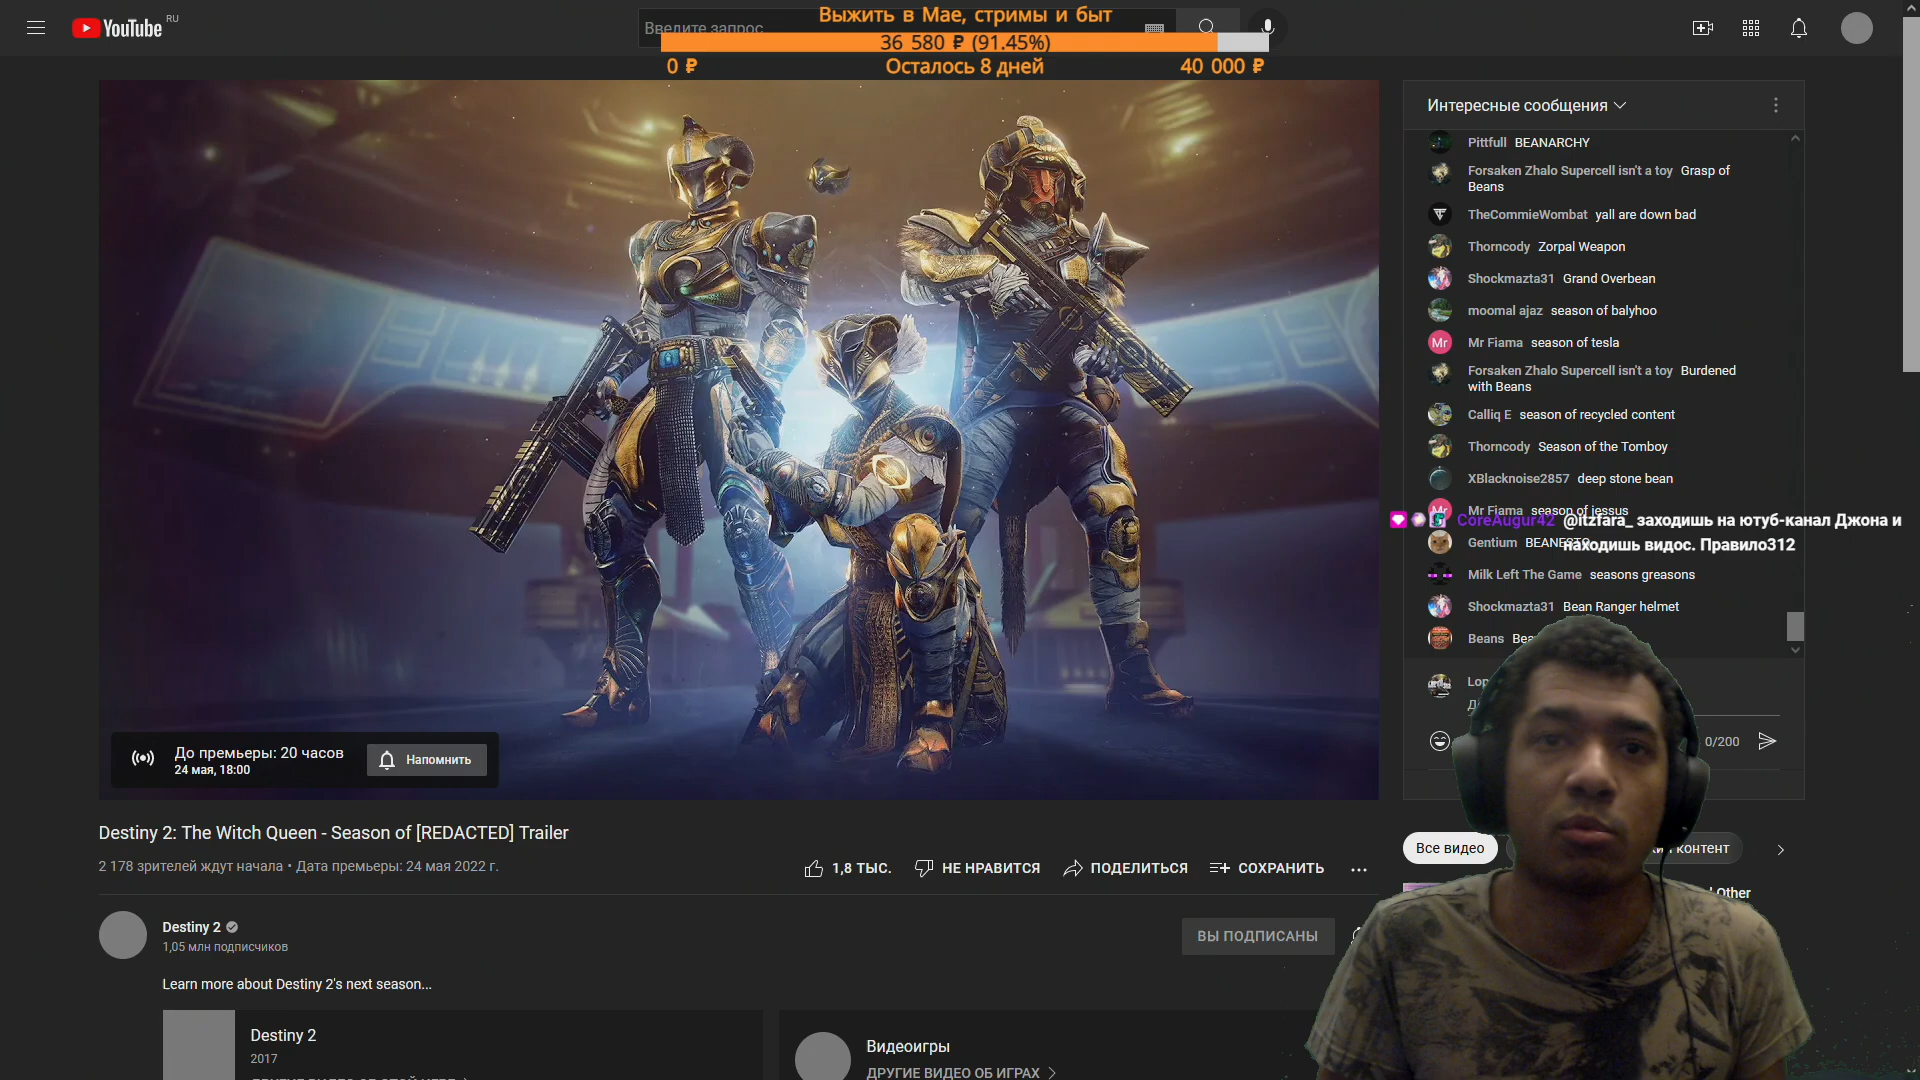 YouTube RU
Введите запрос
Выжить в Мае, стримы и быт
36 580 ₽ (91.45%)
0 ₽ Осталось 8 дней 40 000 ₽
Интересные сообщения
Pittfull BEANARCHY
Forsaken Zhalo Supercell isn't a toy Grasp of
Beans
TheCommieWombat yall are down bad
Thorncody Zorpal Weapon
Shockmazta31 Grand Overbean
moomal ajaz season of balyhoo
Mr Mr Fiama season of tesla
Forsaken Zhalo Supercell isn't a toy Burdened
with Beans
Calliq E season of recycled content
Thorncody Season of the Tomboy
XBlacknoise2857 deep stone bean
Mr Mr Fiama season of jessus
CoreAugur42 @itzfara_ заходишь на ютуб-канал Джона и
находишь видос. Правило312
Gentium BEANESTO
Milk Left The Game seasons greasons
Shockmazta31 Bean Ranger helmet
Beans
0/200
До премьеры: 20 часов
24 мая, 18:00
Напомнить
Destiny 2: The Witch Queen - Season of [REDACTED] Trailer
2 178 зрителей ждут начала • Дата премьеры: 24 мая 2022 г.
1,8 ТЫС. НЕ НРАВИТСЯ ПОДЕЛИТЬСЯ СОХРАНИТЬ
Все видео контент
Other
Destiny 2
1,05 млн подписчиков
ВЫ ПОДПИСАНЫ
Learn more about Destiny 2's next season...
Destiny 2
2017
Видеоигры
ДРУГИЕ ВИДЕО ОБ ИГРАХ